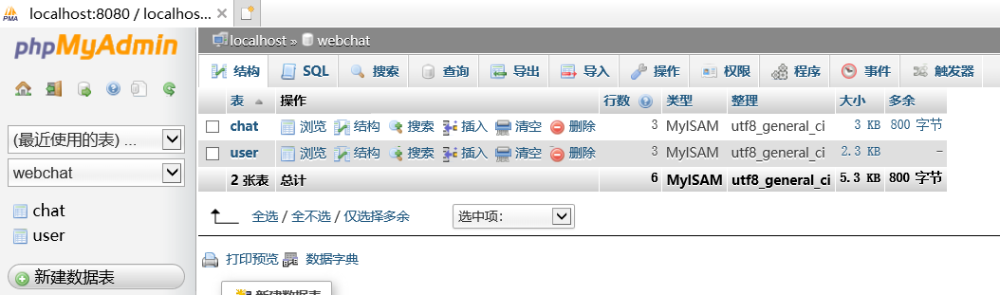 PMA localhost:8080 / localhos...
phpMyAdmin
(最近使用的表) ...
webchat
chat
user
新建数据表
localhost » webchat
结构 SQL 搜索 查询 导出 导入 操作 权限 程序 事件 触发器
表 操作 行数 类型 整理 大小 多余
chat 浏览 结构 搜索 插入 清空 删除 3 MyISAM utf8_general_ci 3 KB 800 字节
user 浏览 结构 搜索 插入 清空 删除 3 MyISAM utf8_general_ci 2.3 KB -
2 张表 总计 6 MyISAM utf8_general_ci 5.3 KB 800 字节
全选 / 全不选 / 仅选择多余 选中项:
打印预览 数据字典
新建数据表